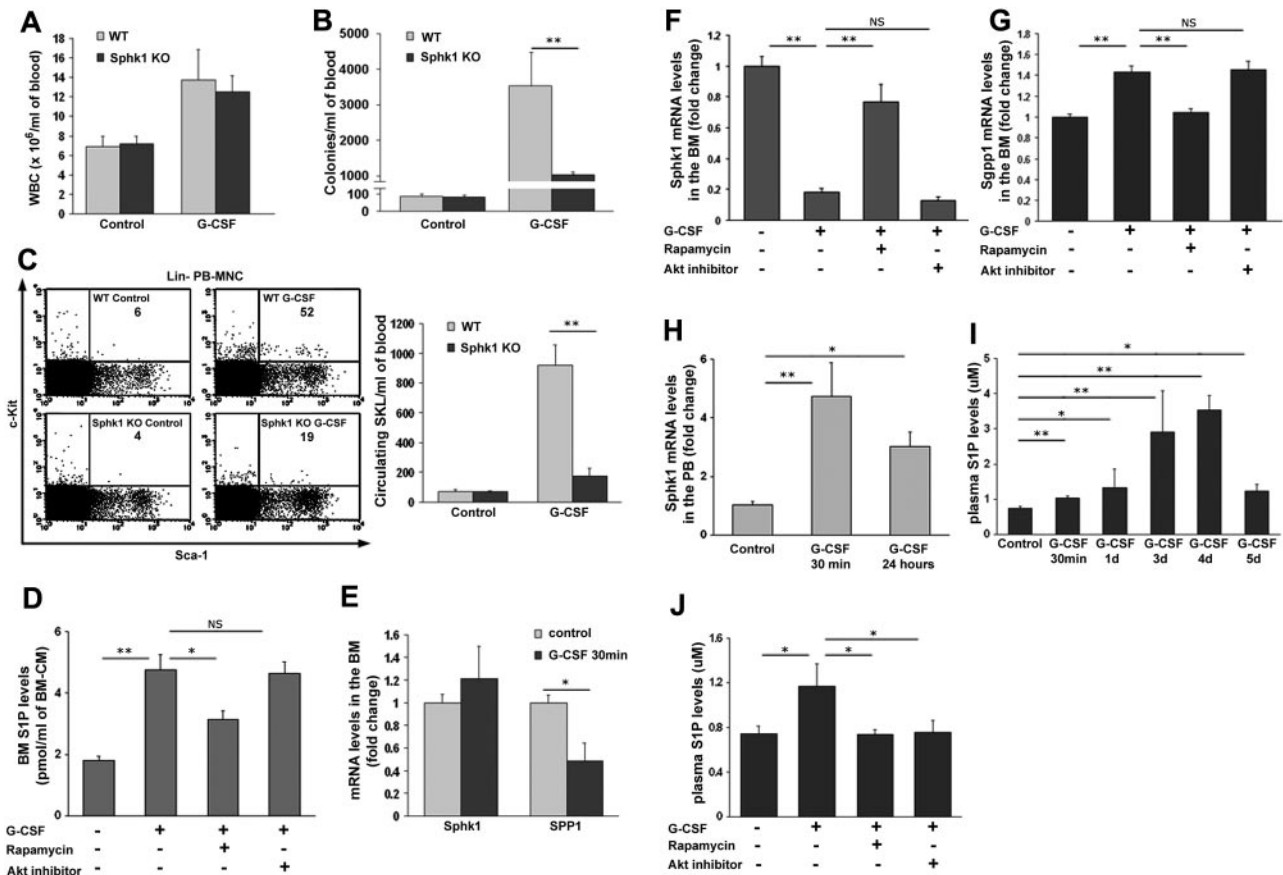 A
WT
Sphk1 KO
WBC (x 10⁶/ml of blood)
18
16
14
12
10
8
6
4
2
0
Control
G-CSF
B
WT
Sphk1 KO
**
Colonies/ml of blood
5000
4000
3000
2000
1000
100
0
Control
G-CSF
C
Lin- PB-MNC
WT Control
6
WT G-CSF
52
Sphk1 KO Control
4
Sphk1 KO G-CSF
19
c-Kit
Sca-1
WT
Sphk1 KO
**
Circulating SKL/ml of blood
1200
1000
800
600
400
200
0
Control
G-CSF
D
NS
**
*
BM S1P levels
(pmol/ml of BM-CM)
6
4
2
0
G-CSF - + + +
Rapamycin - - + -
Akt inhibitor - - - +
E
control
G-CSF 30min
*
mRNA levels in the BM
(fold change)
1.6
1.4
1.2
1
0.8
0.6
0.4
0.2
0
Sphk1
SPP1
F
NS
**
**
Sphk1 mRNA levels
in the BM (fold change)
1.2
1
0.8
0.6
0.4
0.2
0
G-CSF - + + +
Rapamycin - - + -
Akt inhibitor - - - +
G
NS
**
**
Sgpp1 mRNA levels
in the BM (fold change)
1.8
1.4
1
0.6
0.2
0
G-CSF - + + +
Rapamycin - - + -
Akt inhibitor - - - +
H
*
**
Sphk1 mRNA levels
in the PB (fold change)
6
4
2
0
Control
G-CSF
30 min
G-CSF
24 hours
I
*
**
**
*
**
plasma S1P levels (uM)
5
4
3
2
1
0
Control
G-CSF
30min
G-CSF
1d
G-CSF
3d
G-CSF
4d
G-CSF
5d
J
*
*
*
plasma S1P levels (uM)
1.6
1.2
0.8
0.4
0
G-CSF - + + +
Rapamycin - - + -
Akt inhibitor - - - +